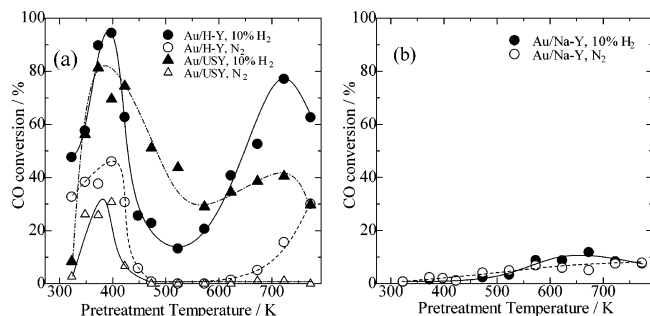 (a)
Au/H-Y, 10% H2
Au/H-Y, N2
Au/USY, 10% H2
Au/USY, N2
100
80
60
40
20
0
CO conversion / %
300 400 500 600 700
Pretreatment Temperature / K
(b)
Au/Na-Y, 10% H2
Au/Na-Y, N2
100
80
60
40
20
0
CO conversion / %
300 400 500 600 700
Pretreatment Temperature / K